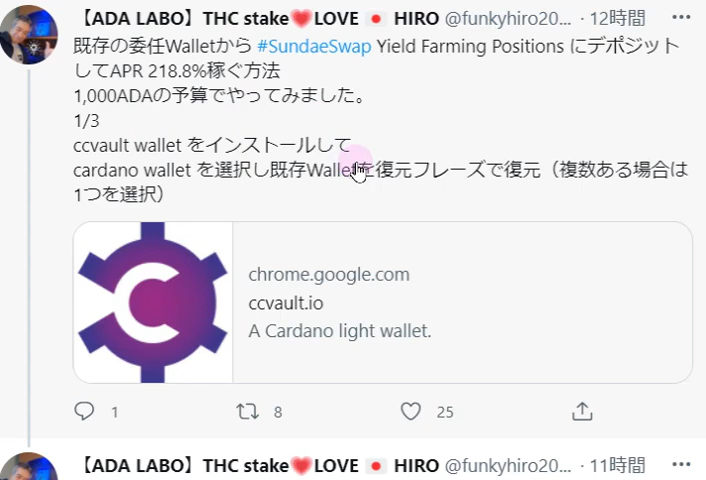 【ADA LABO】THC stake❤️LOVE 🇯🇵 HIRO @funkyhiro20... · 12時間
既存の委任Walletから #SundaeSwap Yield Farming Positions にデポジット
してAPR 218.8%稼ぐ方法
1,000ADAの予算でやってみました。
1/3
ccvault wallet をインストールして
cardano wallet を選択し既存Walletを復元フレーズで復元（複数ある場合は
1つを選択）
chrome.google.com
ccvault.io
A Cardano light wallet.
1 8 25
【ADA LABO】THC stake❤️LOVE 🇯🇵 HIRO @funkyhiro20... · 11時間